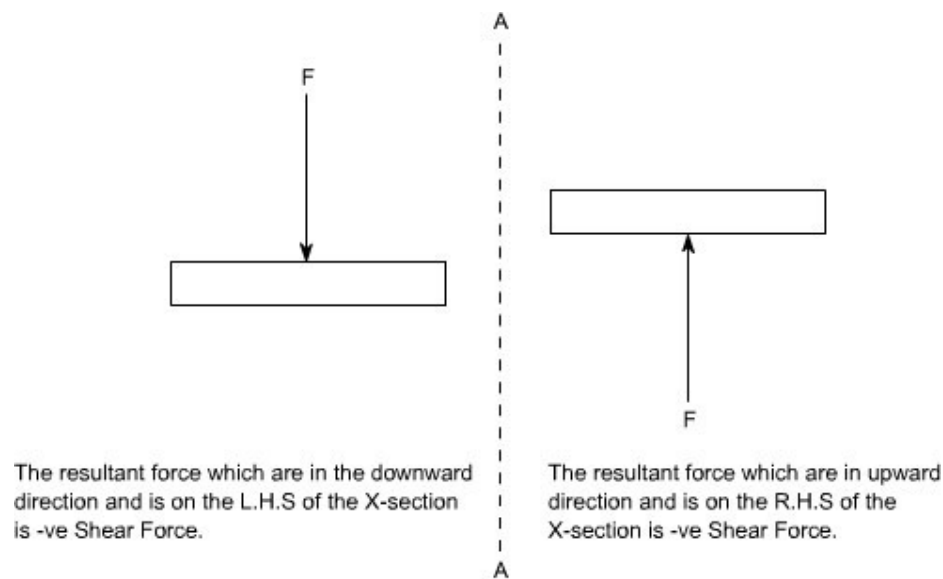 A
F
F
The resultant force which are in the downward
direction and is on the L.H.S of the X-section
is -ve Shear Force.
The resultant force which are in upward
direction and is on the R.H.S of the
X-section is -ve Shear Force.
A